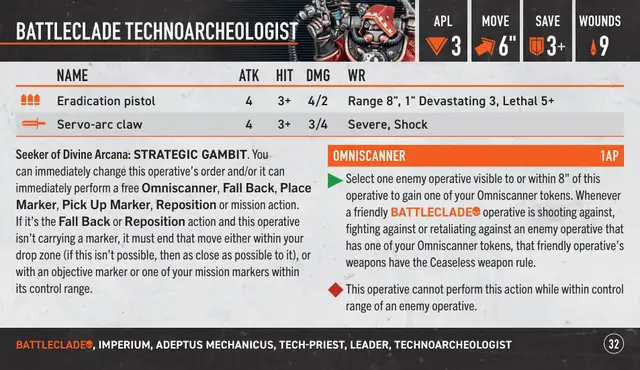 BATTLECLADE TECHNOARCHEOLOGIST
APL 3
MOVE 6"
SAVE 3+
WOUNDS 9
NAME ATK HIT DMG WR
Eradication pistol 4 3+ 4/2 Range 8", 1" Devastating 3, Lethal 5+
Servo-arc claw 4 3+ 3/4 Severe, Shock
Seeker of Divine Arcana: STRATEGIC GAMBIT. You
can immediately change this operative's order and/or it can
immediately perform a free Omniscanner, Fall Back, Place
Marker, Pick Up Marker, Reposition or mission action.
If it's the Fall Back or Reposition action and this operative
isn't carrying a marker, it must end that move either within your
drop zone (if this isn't possible, then as close as possible to it), or
with an objective marker or one of your mission markers within
its control range.
OMNISCANNER 1AP
Select one enemy operative visible to or within 8" of this
operative to gain one of your Omniscanner tokens. Whenever
a friendly BATTLECLADE operative is shooting against,
fighting against or retaliating against an enemy operative that
has one of your Omniscanner tokens, that friendly operative's
weapons have the Ceaseless weapon rule.
This operative cannot perform this action while within control
range of an enemy operative.
BATTLECLADE, IMPERIUM, ADEPTUS MECHANICUS, TECH-PRIEST, LEADER, TECHNOARCHEOLOGIST
32